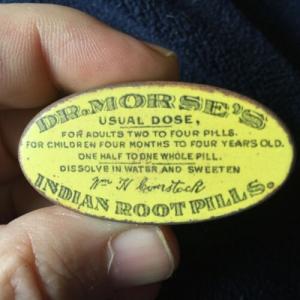 DR. MORSE'S
USUAL DOSE,
FOR ADULTS TWO TO FOUR PILLS.
FOR CHILDREN FOUR MONTHS TO FOUR YEARS OLD.
ONE HALF TO ONE WHOLE PILL.
DISSOLVE IN WATER AND SWEETEN
Wm H Comstock
INDIAN ROOT PILLS.